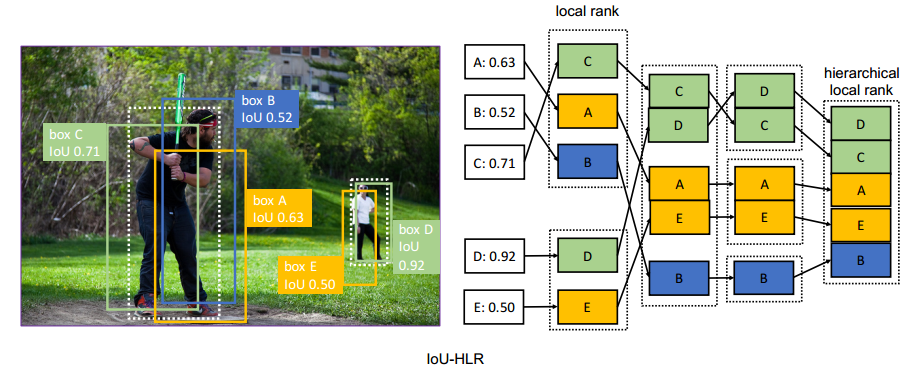 local rank
box B
IoU 0.52
box C
IoU 0.71
box A
IoU 0.63
box D
IoU
0.92
box E
IoU 0.50
A: 0.63
B: 0.52
C: 0.71
D: 0.92
E: 0.50
C
A
B
D
E
C
D
A
E
B
D
C
A
E
B
hierarchical
local rank
D
C
A
E
B
IoU-HLR